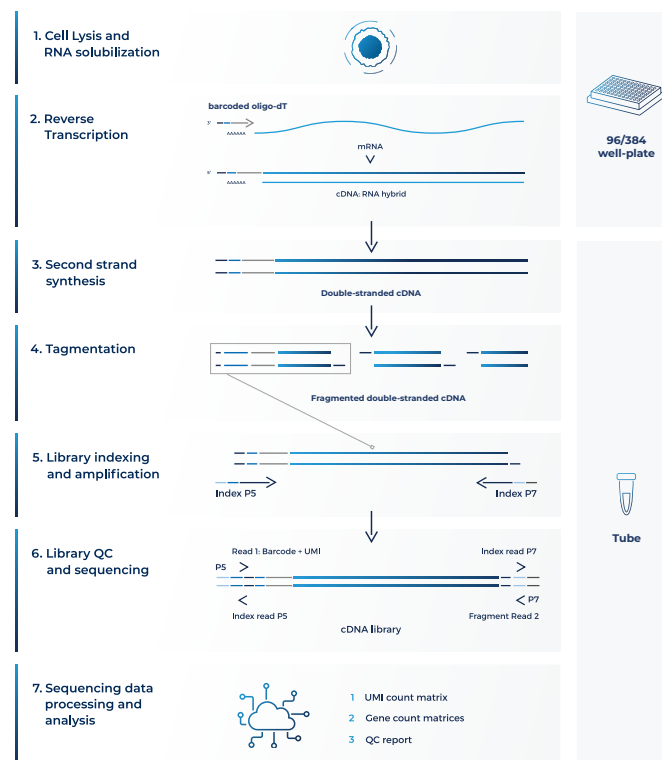 1. Cell Lysis and
RNA solubilization
96/384
well-plate
2. Reverse
Transcription
barcoded oligo-dT
3'
AAAAAA
mRNA
5'
AAAAAA
cDNA: RNA hybrid
3. Second strand
synthesis
Double-stranded cDNA
4. Tagmentation
Fragmented double-stranded cDNA
5. Library indexing
and amplification
Index P5
Index P7
Tube
6. Library QC
and sequencing
Read 1: Barcode + UMI
Index read P7
P5
P7
Index read P5
Fragment Read 2
cDNA library
7. Sequencing data
processing and
analysis
1 UMI count matrix
2 Gene count matrices
3 QC report